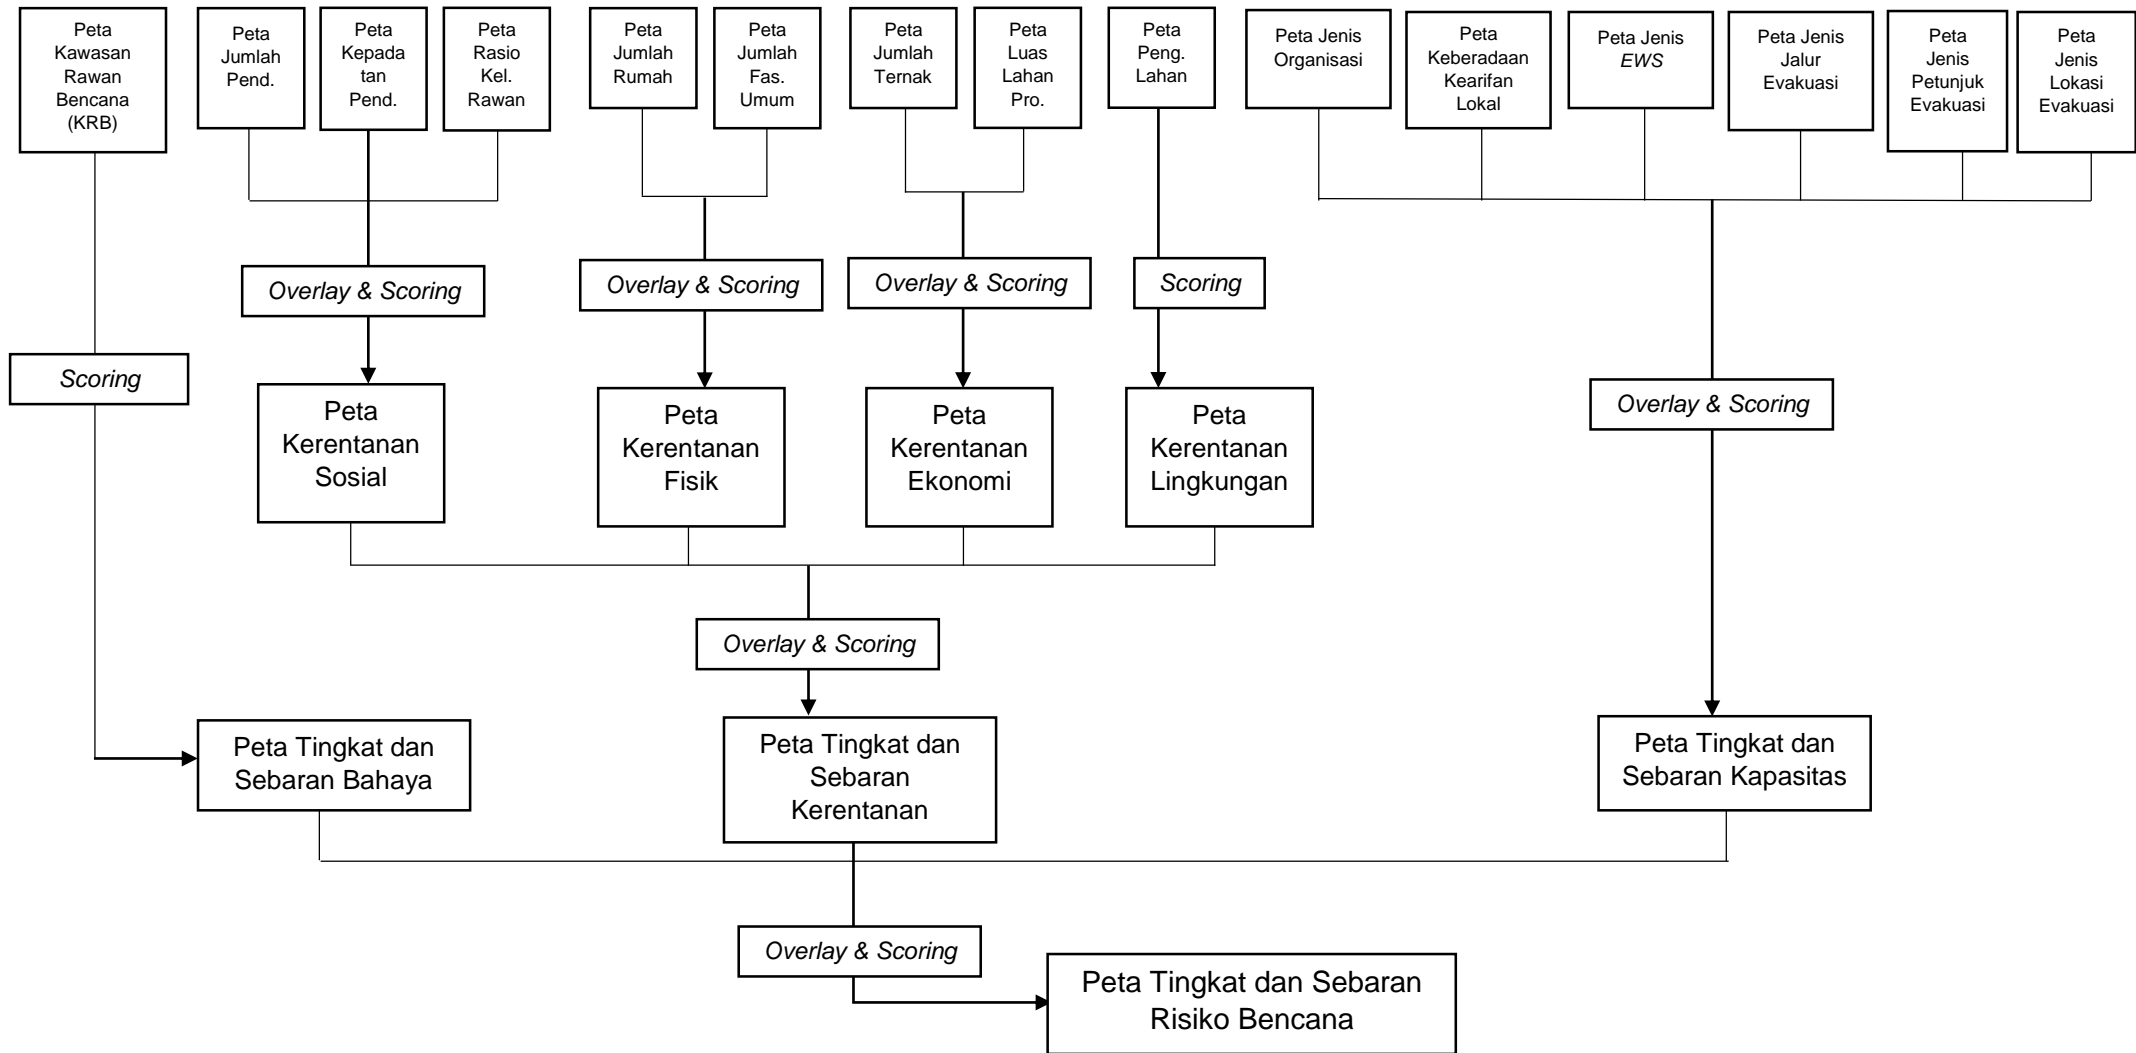 Peta
Kawasan
Rawan
Bencana
(KRB)
Peta
Jumlah
Pend.
Peta
Kepada
tan
Pend.
Peta
Rasio
Kel.
Rawan
Peta
Jumlah
Rumah
Peta
Jumlah
Fas.
Umum
Peta
Jumlah
Ternak
Peta
Luas
Lahan
Pro.
Peta
Peng.
Lahan
Peta Jenis
Organisasi
Peta
Keberadaan
Kearifan
Lokal
Peta Jenis
EWS
Peta Jenis
Jalur
Evakuasi
Peta
Jenis
Petunjuk
Evakuasi
Peta
Jenis
Lokasi
Evakuasi
Overlay & Scoring
Overlay & Scoring
Overlay & Scoring
Scoring
Scoring
Overlay & Scoring
Peta
Kerentanan
Sosial
Peta
Kerentanan
Fisik
Peta
Kerentanan
Ekonomi
Peta
Kerentanan
Lingkungan
Overlay & Scoring
Peta Tingkat dan
Sebaran Bahaya
Peta Tingkat dan
Sebaran
Kerentanan
Peta Tingkat dan
Sebaran Kapasitas
Overlay & Scoring
Peta Tingkat dan Sebaran
Risiko Bencana